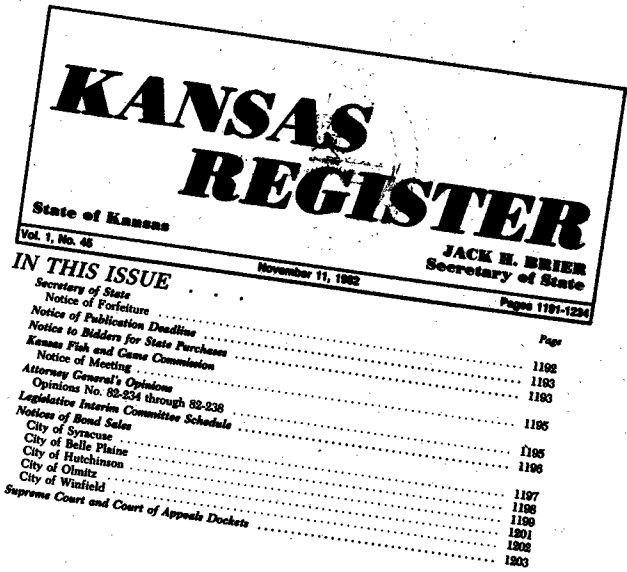 KANSAS
REGISTER
State of Kansas
JACK H. BRIER
Secretary of State
Vol. 1, No. 45 November 11, 1982 Pages 1191-1234
IN THIS ISSUE . . . Page
Secretary of State
Notice of Forfeiture ........ 1192
Notice of Publication Deadline ........ 1193
Notice to Bidders for State Purchases ........ 1193
Kansas Fish and Game Commission
Notice of Meeting ........ 1195
Attorney General's Opinions
Opinions No. 82-234 through 82-238 ........ 1195
Legislative Interim Committee Schedule ........ 1196
Notices of Bond Sales
City of Syracuse ........ 1197
City of Belle Plaine ........ 1198
City of Hutchinson ........ 1199
City of Olmitz ........ 1201
City of Winfield ........ 1202
Supreme Court and Court of Appeals Dockets ........ 1203